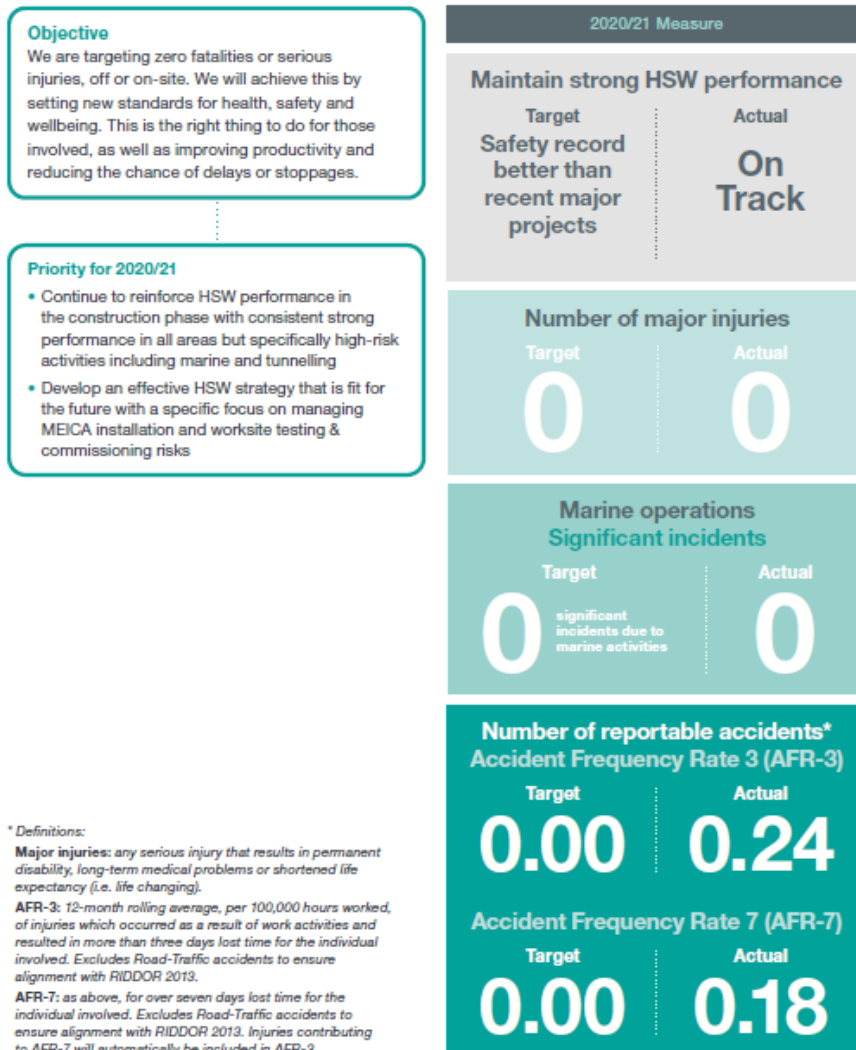 Objective
We are targeting zero fatalities or serious
injuries, off or on-site. We will achieve this by
setting new standards for health, safety and
wellbeing. This is the right thing to do for those
involved, as well as improving productivity and
reducing the chance of delays or stoppages.
Priority for 2020/21
• Continue to reinforce HSW performance in
the construction phase with consistent strong
performance in all areas but specifically high-risk
activities including marine and tunnelling
• Develop an effective HSW strategy that is fit for
the future with a specific focus on managing
MEICA installation and worksite testing &
commissioning risks
* Definitions:
Major injuries: any serious injury that results in permanent
disability, long-term medical problems or shortened life
expectancy (i.e. life changing).
AFR-3: 12-month rolling average, per 100,000 hours worked,
of injuries which occurred as a result of work activities and
resulted in more than three days lost time for the individual
involved. Excludes Road-Traffic accidents to ensure
alignment with RIDDOR 2013.
AFR-7: as above, for over seven days lost time for the
individual involved. Excludes Road-Traffic accidents to
ensure alignment with RIDDOR 2013. Injuries contributing
to AFR-7 will automatically be included in AFR-3
2020/21 Measure
Maintain strong HSW performance
Target
Safety record
better than
recent major
projects
Actual
On
Track
Number of major injuries
Target
0
Actual
0
Marine operations
Significant incidents
Target
0
significant
incidents due to
marine activities
Actual
0
Number of reportable accidents*
Accident Frequency Rate 3 (AFR-3)
Target
0.00
Actual
0.24
Accident Frequency Rate 7 (AFR-7)
Target
0.00
Actual
0.18